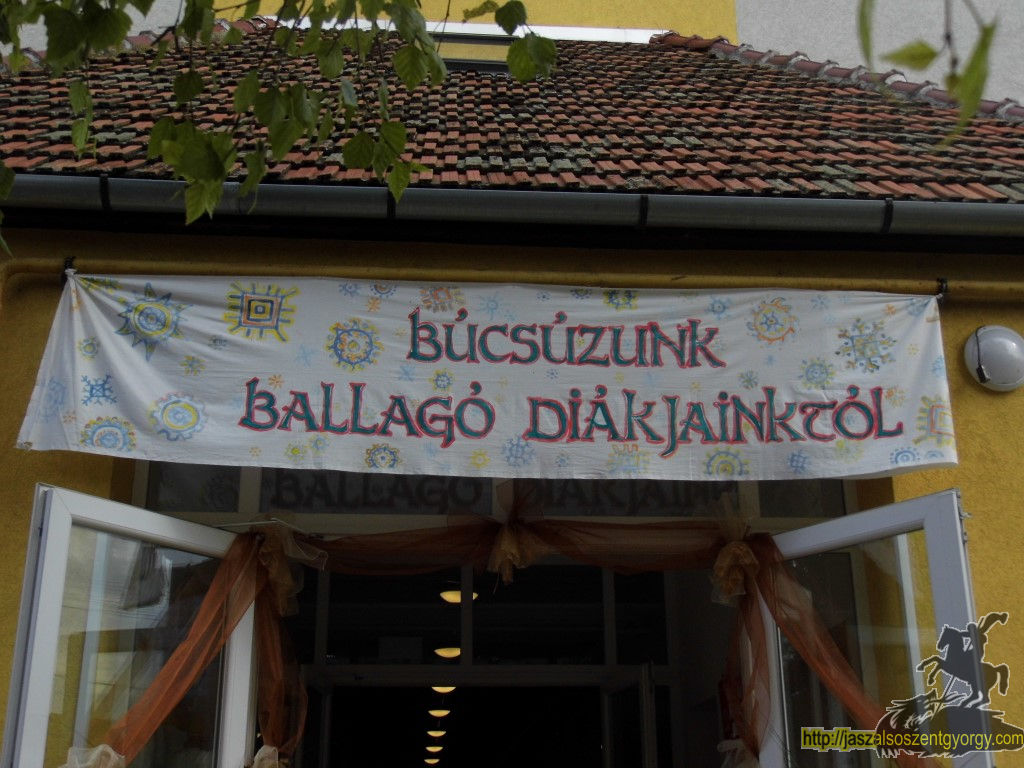 BÚCSÚZUNK
BALLAGÓ DIÁKJAINKTÓL
http://jaszalsoszentgyorgy.com